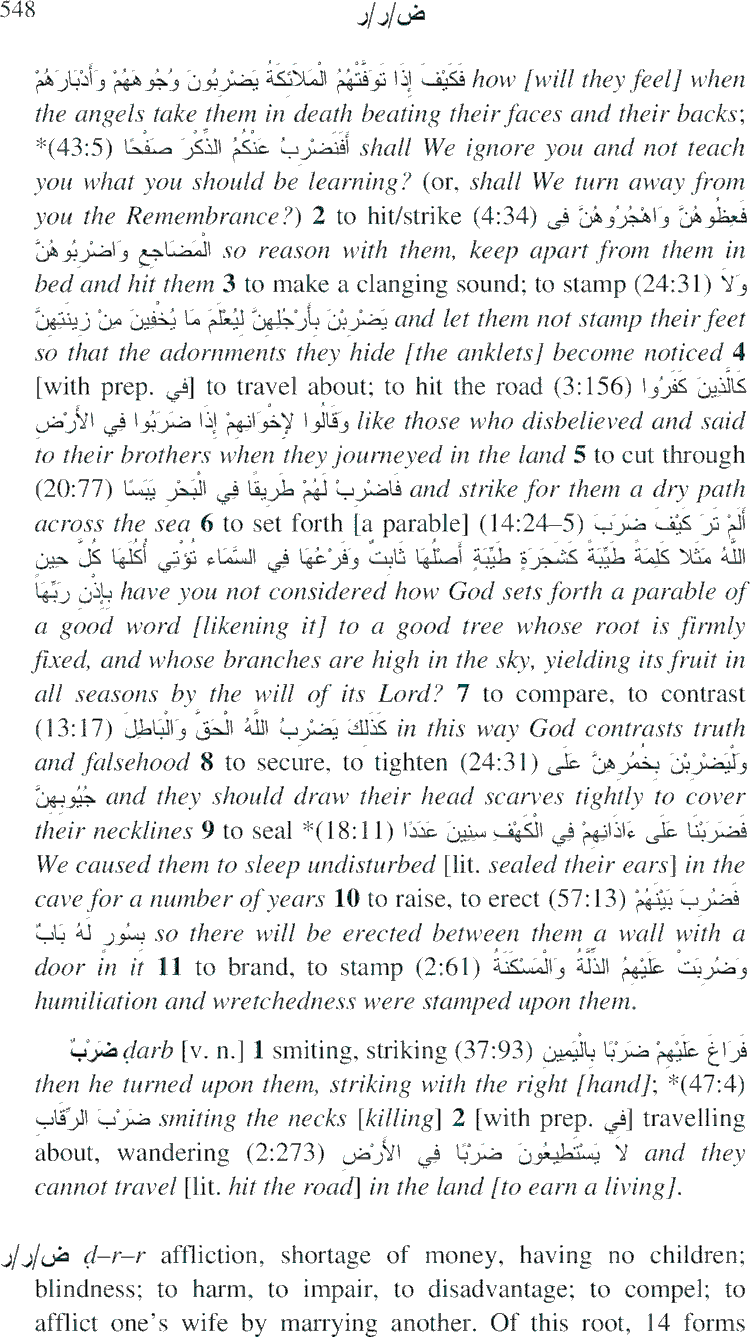 548 ض/ر/ر
فَكَيْفَ إِذَا تَوَفَّتْهُمُ الْمَلَائِكَةُ يَضْرِبُونَ وُجُوهَهُمْ وَأَدْبَارَهُمْ how [will they feel] when
the angels take them in death beating their faces and their backs;
*(43:5) أَفَنَضْرِبُ عَنْكُمُ الذِّكْرَ صَفْحًا shall We ignore you and not teach
you what you should be learning? (or, shall We turn away from
you the Remembrance?) 2 to hit/strike (4:34) فَعِظُوهُنَّ وَاهْجُرُوهُنَّ فِى
الْمَضَاجِعِ وَاضْرِبُوهُنَّ so reason with them, keep apart from them in
bed and hit them 3 to make a clanging sound; to stamp (24:31) وَلاَ
يَضْرِبْنَ بِأَرْجُلِهِنَّ لِيُعْلَمَ مَا يُخْفِينَ مِنْ زِينَتِهِنَّ and let them not stamp their feet
so that the adornments they hide [the anklets] become noticed 4
[with prep. في] to travel about; to hit the road (3:156) كَالَّذِينَ كَفَرُوا
وَقَالُوا لإِخْوَانِهِمْ إِذَا ضَرَبُوا فِي الأَرْضِ like those who disbelieved and said
to their brothers when they journeyed in the land 5 to cut through
(20:77) فَاضْرِبْ لَهُمْ طَرِيقًا فِي الْبَحْرِ يَبَسًا and strike for them a dry path
across the sea 6 to set forth [a parable] (14:24–5) أَلَمْ تَرَ كَيْفَ ضَرَبَ
اللَّهُ مَثَلا كَلِمَةً طَيِّبَةً كَشَجَرَةٍ طَيِّبَةٍ أَصْلُهَا ثَابِتٌ وَفَرْعُهَا فِي السَّمَاء تُؤْتِي أُكُلَهَا كُلَّ حِينٍ
بِإِذْنِ رَبِّهَا have you not considered how God sets forth a parable of
a good word [likening it] to a good tree whose root is firmly
fixed, and whose branches are high in the sky, yielding its fruit in
all seasons by the will of its Lord? 7 to compare, to contrast
(13:17) كَذَلِكَ يَضْرِبُ اللَّهُ الْحَقَّ وَالْبَاطِلَ in this way God contrasts truth
and falsehood 8 to secure, to tighten (24:31) وَلْيَضْرِبْنَ بِخُمُرِهِنَّ عَلَى
جُيُوبِهِنَّ and they should draw their head scarves tightly to cover
their necklines 9 to seal *(18:11) فَضَرَبْنَا عَلَى ءَاذَانِهِمْ فِي الْكَهْفِ سِنِينَ عَدَدًا
We caused them to sleep undisturbed [lit. sealed their ears] in the
cave for a number of years 10 to raise, to erect (57:13) فَضُرِبَ بَيْنَهُمْ
بِسُورٍ لَهُ بَابٌ so there will be erected between them a wall with a
door in it 11 to brand, to stamp (2:61) وَضُرِبَتْ عَلَيْهِمُ الذِّلَّةُ وَالْمَسْكَنَةُ
humiliation and wretchedness were stamped upon them.
ضَرْبٌ ḍarb [v. n.] 1 smiting, striking (37:93) فَرَاغَ عَلَيْهِمْ ضَرْبًا بِالْيَمِينِ
then he turned upon them, striking with the right [hand]; *(47:4)
ضَرْبَ الرِّقَابِ smiting the necks [killing] 2 [with prep. في] travelling
about, wandering (2:273) لاَ يَسْتَطِيعُونَ ضَرْبًا فِي الأَرْضِ and they
cannot travel [lit. hit the road] in the land [to earn a living].
ض/ر/ر ḍ–r–r affliction, shortage of money, having no children;
blindness; to harm, to impair, to disadvantage; to compel; to
afflict one’s wife by marrying another. Of this root, 14 forms